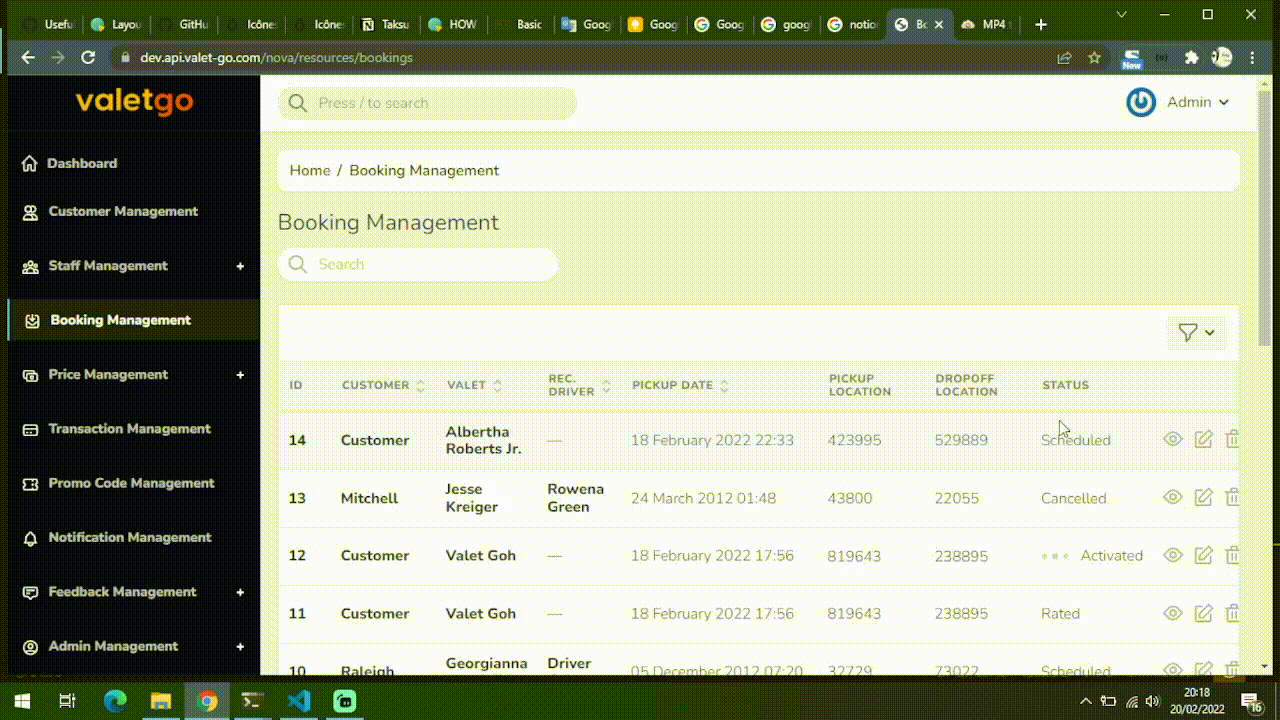 Usefu
Layou
GitHu
Icône
Icône
Taksu
HOW
Basic
Goog
Goog
Goog
goog
notio
Bo
MP4 t
dev.api.valet-go.com/nova/resources/bookings
New
valetgo
Press / to search
Admin
Dashboard
Customer Management
Staff Management +
Booking Management
Price Management +
Transaction Management
Promo Code Management
Notification Management
Feedback Management +
Admin Management +
Home / Booking Management
Booking Management
Search
ID CUSTOMER VALET REC. DRIVER PICKUP DATE PICKUP LOCATION DROPOFF LOCATION STATUS
14 Customer Albertha Roberts Jr. — 18 February 2022 22:33 423995 529889 Scheduled
13 Mitchell Jesse Kreiger Rowena Green 24 March 2012 01:48 43800 22055 Cancelled
12 Customer Valet Goh — 18 February 2022 17:56 819643 238895 Activated
11 Customer Valet Goh — 18 February 2022 17:56 819643 238895 Rated
10 Raleigh Georgianna Driver 05 December 2012 07:20 32729 73022 Scheduled
20:18
20/02/2022
16